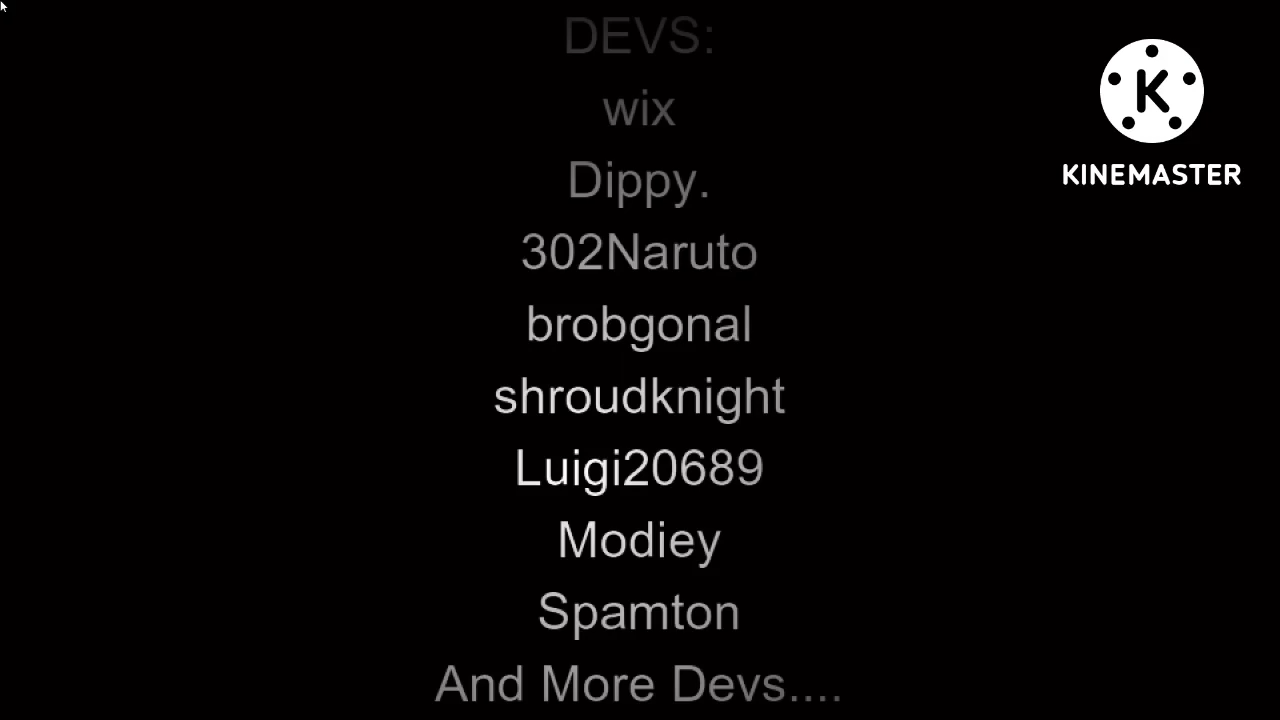 DEVS:
wix
Dippy.
302Naruto
brobgonal
shroudknight
Luigi20689
Modiey
Spamton
And More Devs....
K
KINEMASTER